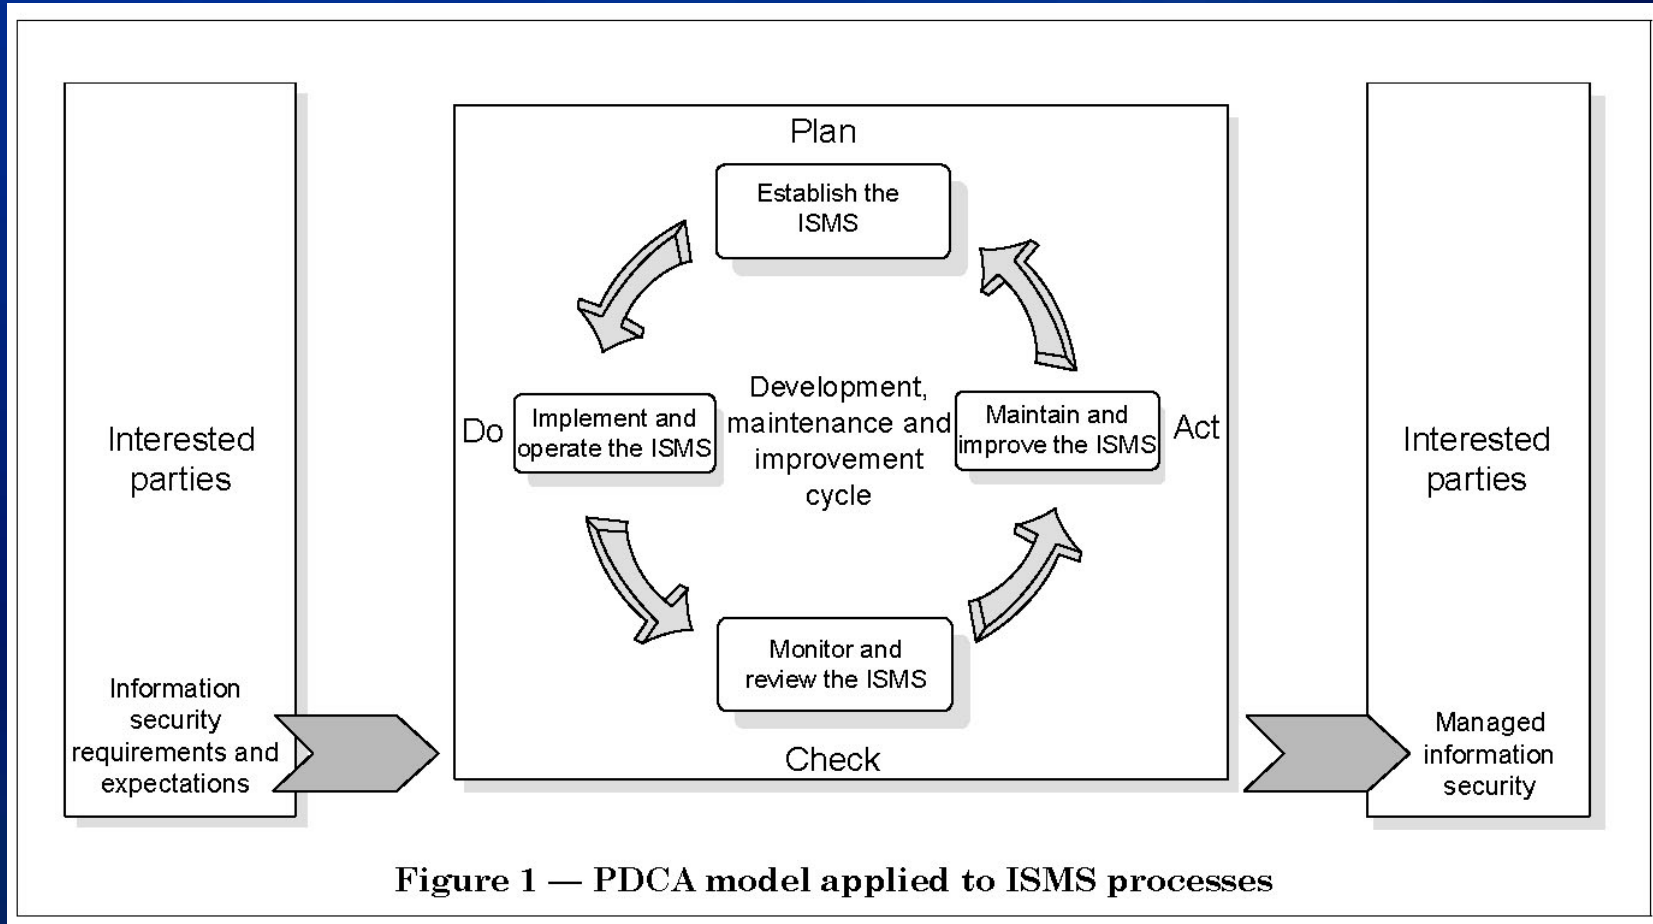 Interested
parties
Information
security
requirements and
expectations
Plan
Establish the
ISMS
Do
Implement and
operate the ISMS
Development,
maintenance and
improvement
cycle
Maintain and
improve the ISMS
Act
Monitor and
review the ISMS
Check
Interested
parties
Managed
information
security
Figure 1 — PDCA model applied to ISMS processes